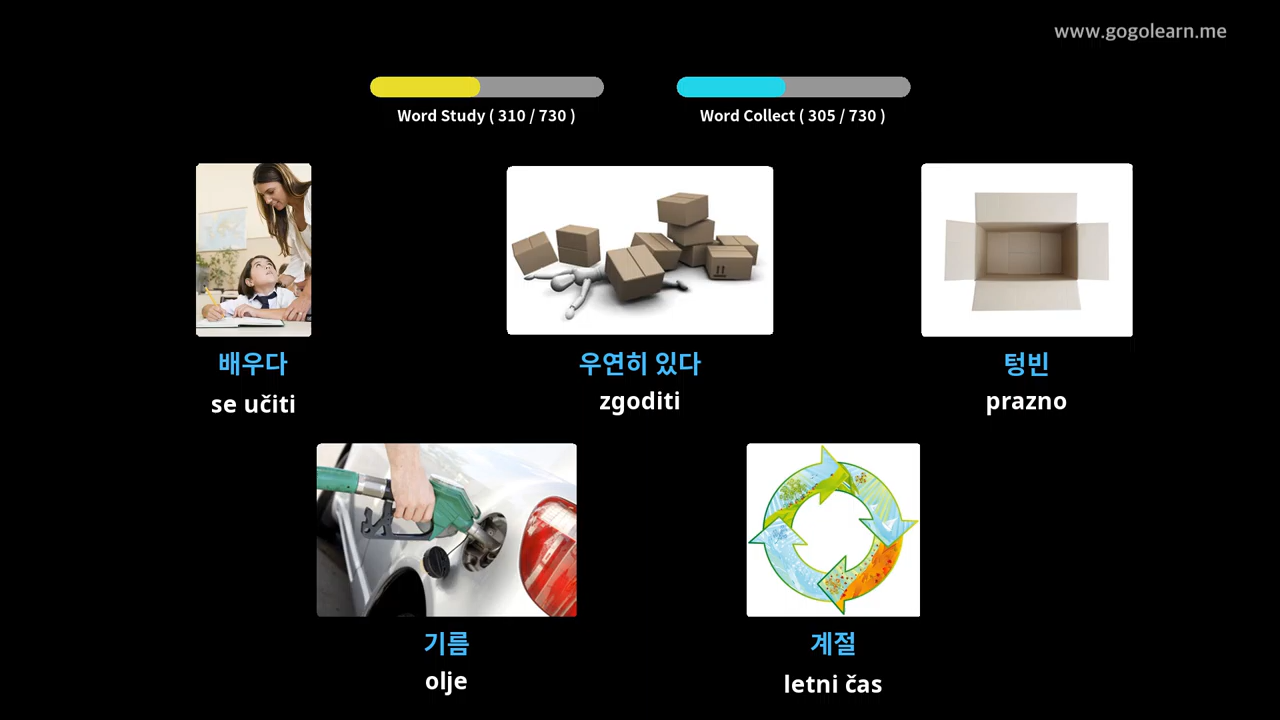 www.gogolearn.me
Word Study ( 310 / 730 )
Word Collect ( 305 / 730 )
배우다
se učiti
우연히 있다
zgoditi
텅빈
prazno
기름
olje
계절
letni čas